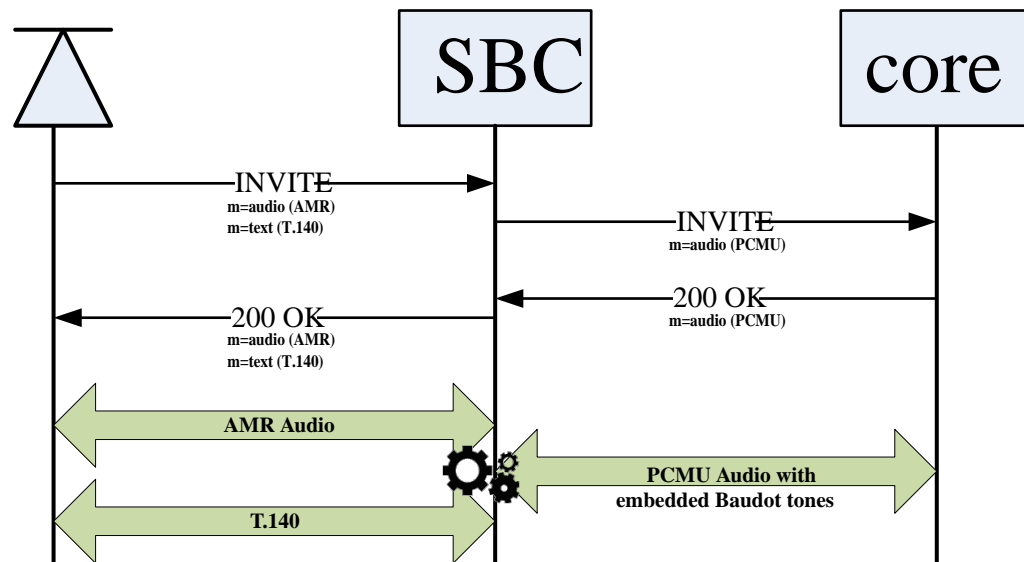 SBC
core
INVITE
m=audio (AMR)
m=text (T.140)
INVITE
m=audio (PCMU)
200 OK
m=audio (PCMU)
200 OK
m=audio (AMR)
m=text (T.140)
AMR Audio
PCMU Audio with
embedded Baudot tones
T.140